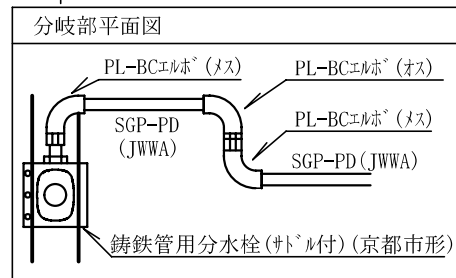 分岐部平面図
PL-BCｴﾙﾎﾞ(ﾒｽ)
PL-BCｴﾙﾎﾞ(ｵｽ)
SGP-PD
(JWWA)
PL-BCｴﾙﾎﾞ(ﾒｽ)
SGP-PD(JWWA)
鋳鉄管用分水栓(ｻﾄﾞﾙ付)(京都市形)